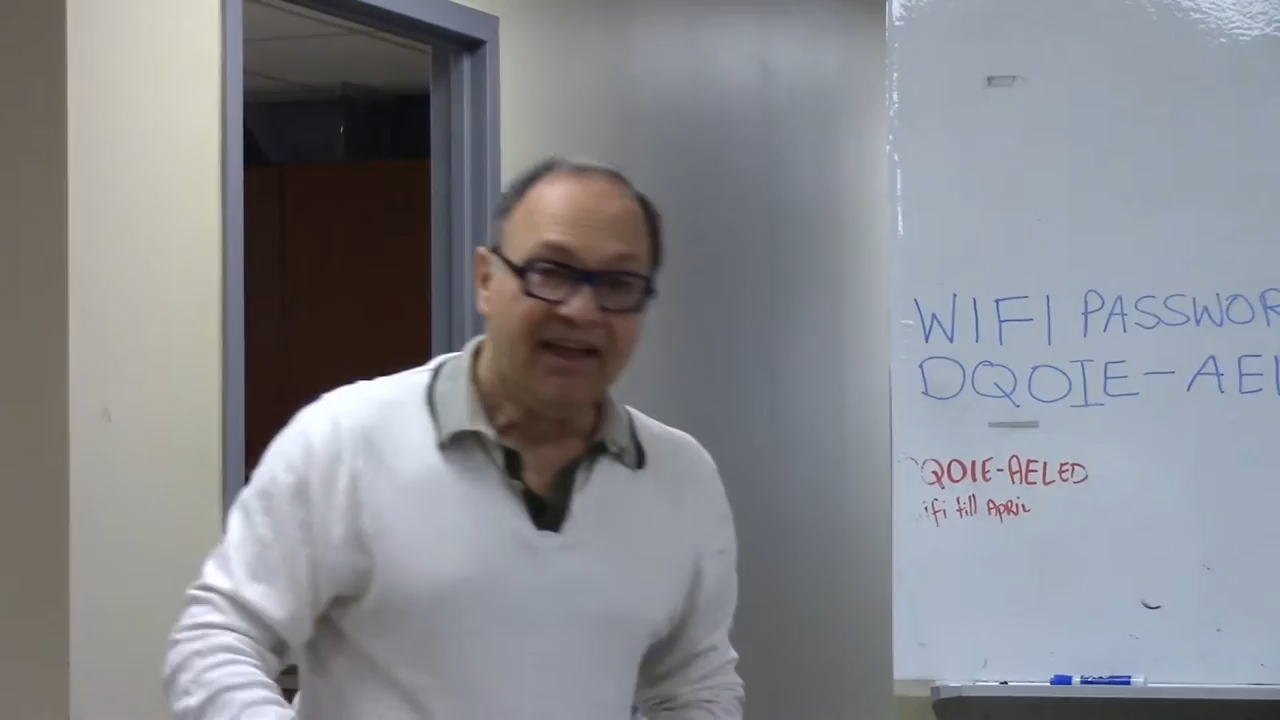 WIFI PASSWOR
DQOIE-AEL
QOIE-AELED
ifi till APRIL